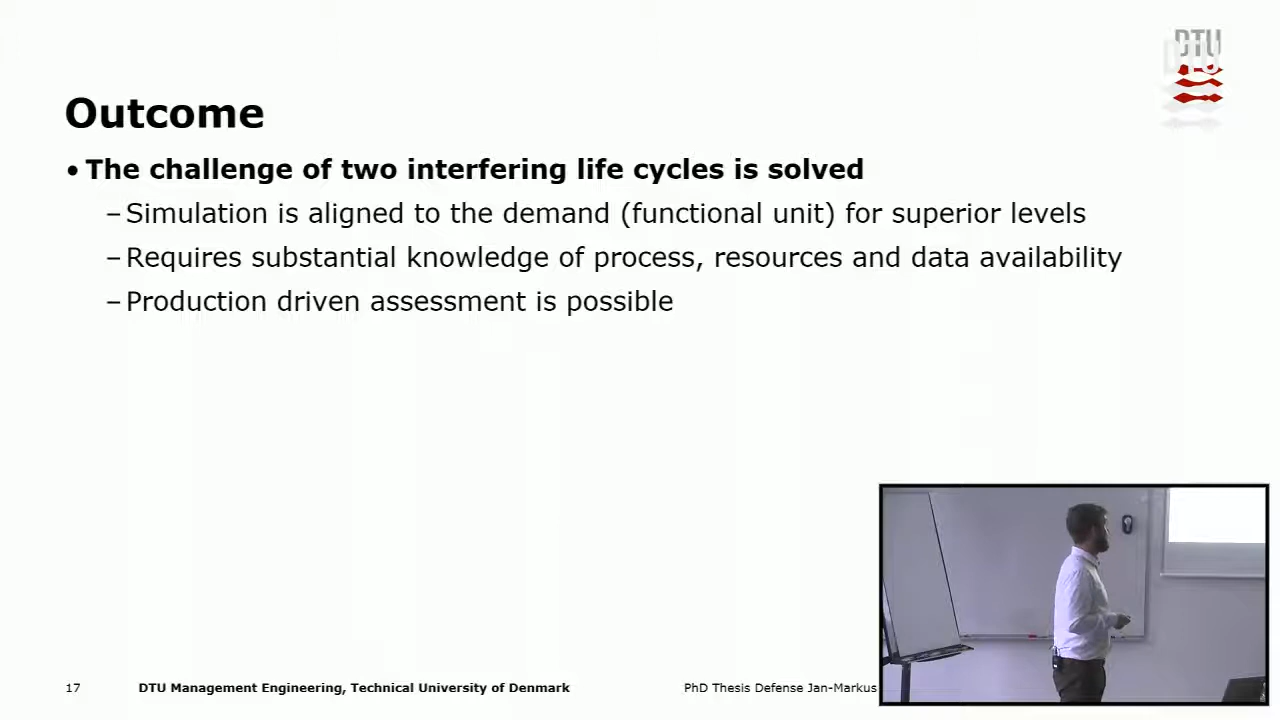 DTU
Outcome
• The challenge of two interfering life cycles is solved
– Simulation is aligned to the demand (functional unit) for superior levels
– Requires substantial knowledge of process, resources and data availability
– Production driven assessment is possible
17 DTU Management Engineering, Technical University of Denmark PhD Thesis Defense Jan-Markus